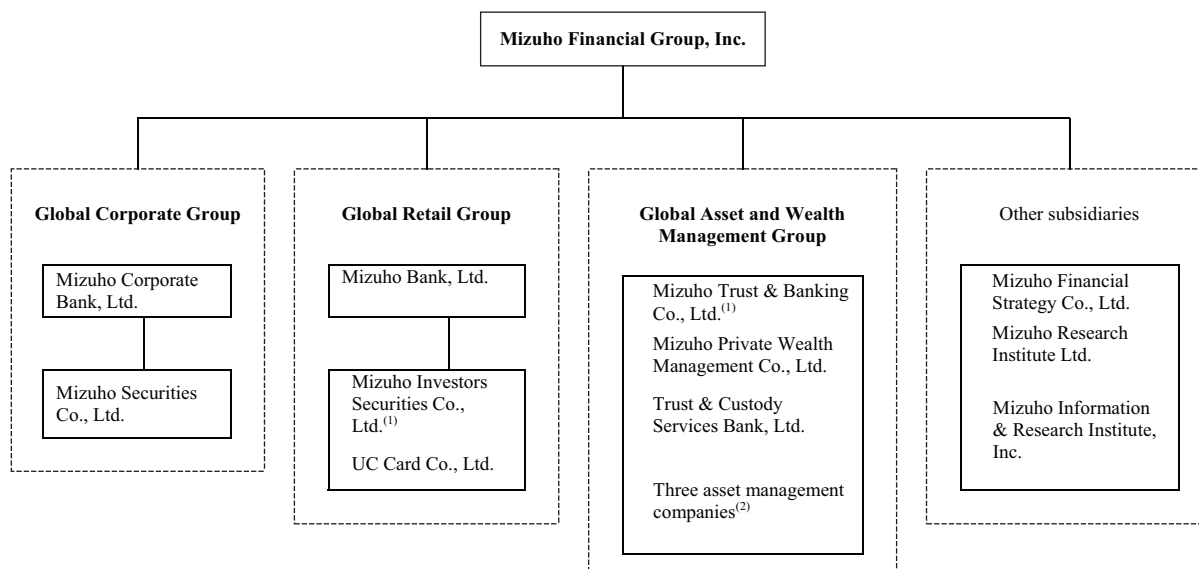 Mizuho Financial Group, Inc.
Global Corporate Group
Mizuho Corporate
Bank, Ltd.
Mizuho Securities
Co., Ltd.
Global Retail Group
Mizuho Bank, Ltd.
Mizuho Investors
Securities Co.,
Ltd.(1)
UC Card Co., Ltd.
Global Asset and Wealth
Management Group
Mizuho Trust & Banking
Co., Ltd.(1)
Mizuho Private Wealth
Management Co., Ltd.
Trust & Custody
Services Bank, Ltd.
Three asset management
companies(2)
Other subsidiaries
Mizuho Financial
Strategy Co., Ltd.
Mizuho Research
Institute Ltd.
Mizuho Information
& Research Institute,
Inc.